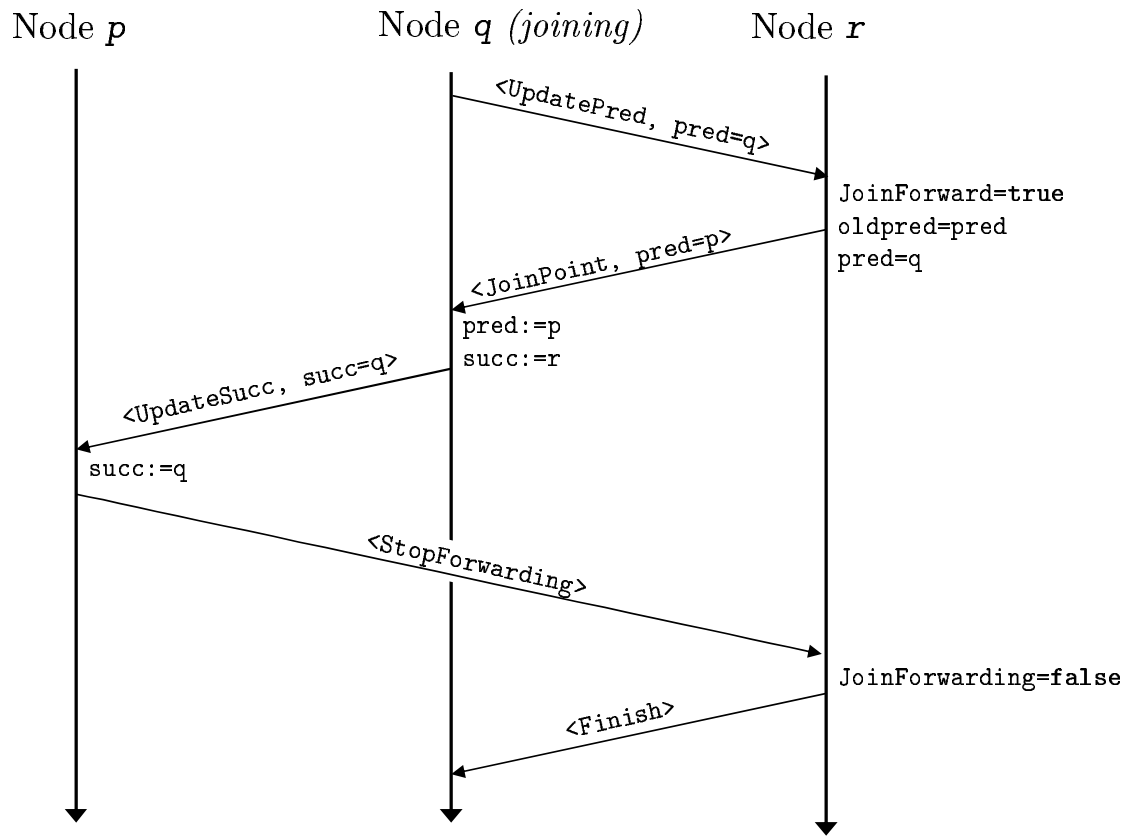 Node p
Node q (joining)
Node r
<UpdatePred, pred=q>
JoinForward=true
oldpred=pred
pred=q
<JoinPoint, pred=p>
pred:=p
succ:=r
<UpdateSucc, succ=q>
succ:=q
<StopForwarding>
JoinForwarding=false
<Finish>